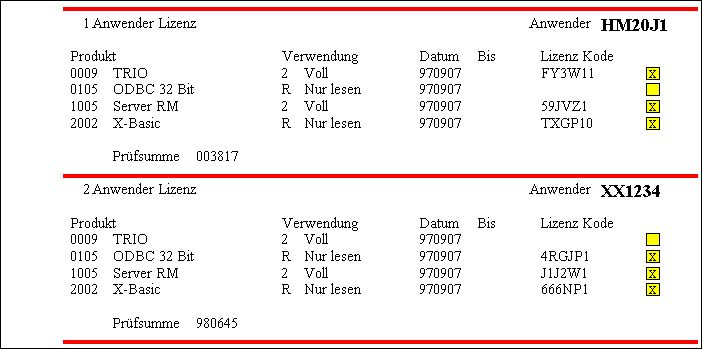 1 Anwender Lizenz Anwender HM20J1
Produkt Verwendung Datum Bis Lizenz Kode
0009 TRIO 2 Voll 970907 FY3W11 X
0105 ODBC 32 Bit R Nur lesen 970907
1005 Server RM 2 Voll 970907 59JVZ1 X
2002 X-Basic R Nur lesen 970907 TXGP10 X
Prüfsumme 003817
2 Anwender Lizenz Anwender XX1234
Produkt Verwendung Datum Bis Lizenz Kode
0009 TRIO 2 Voll 970907
0105 ODBC 32 Bit R Nur lesen 970907 4RGJP1 X
1005 Server RM 2 Voll 970907 J1J2W1 X
2002 X-Basic R Nur lesen 970907 666NP1 X
Prüfsumme 980645